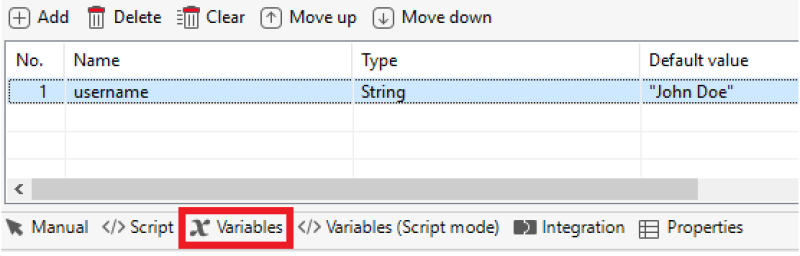 Add Delete Clear Move up Move down
No. Name Type Default value
1 username String "John Doe"
Manual </> Script Variables </> Variables (Script mode) Integration Properties